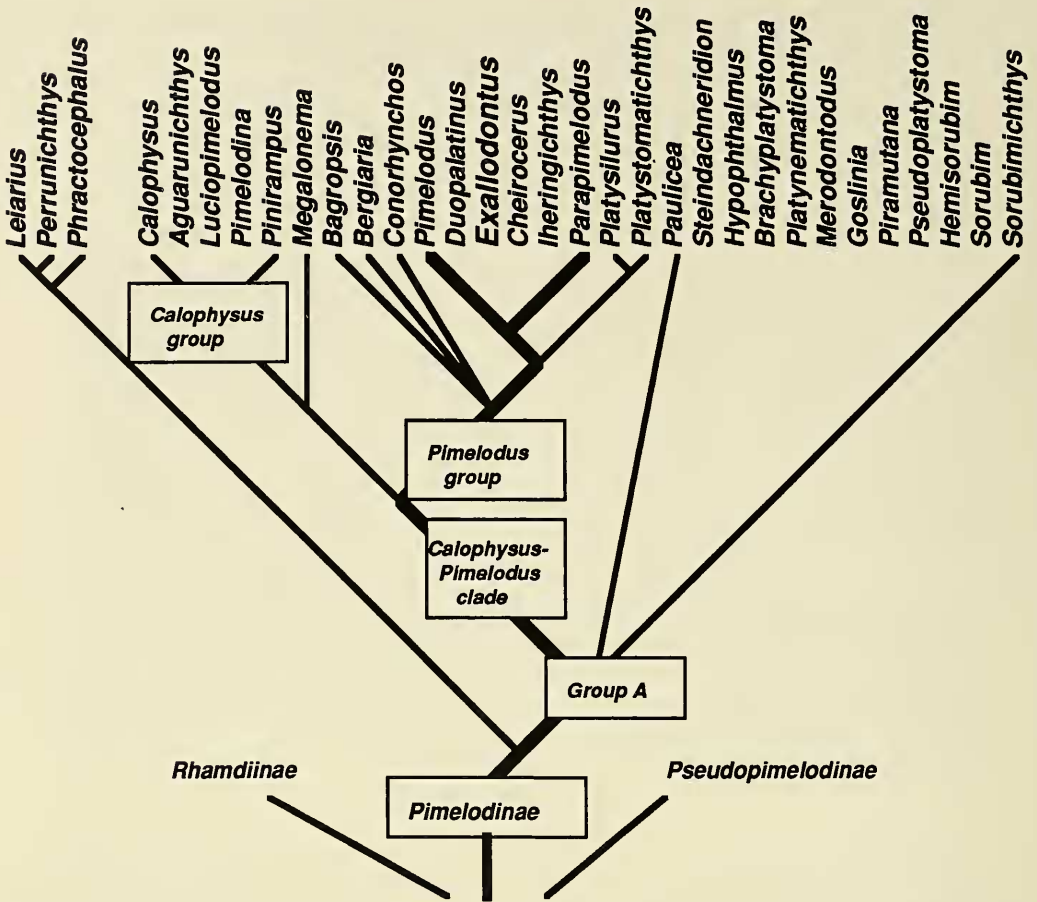 Leiarius
Perrunichthys
Phractocephalus
Calophysus
Aguarunichthys
Luciopimelodus
Pimelodina
Pinirampus
Megalonema
Bagropsis
Bergiaria
Conorhynchos
Pimelodus
Duopalatinus
Exallodontus
Cheirocerus
Iheringichthys
Parapimelodus
Platysilurus
Platystomatichthys
Paulicea
Steindachneridion
Hypophthalmus
Brachyplatystoma
Platynematichthys
Merodontodus
Goslinia
Piramutana
Pseudoplatystoma
Hemisorubim
Sorubim
Sorubimichthys
Calophysus
group
Pimelodus
group
Calophysus-
Pimelodus
clade
Group A
Rhamdiinae
Pseudopimelodinae
Pimelodinae